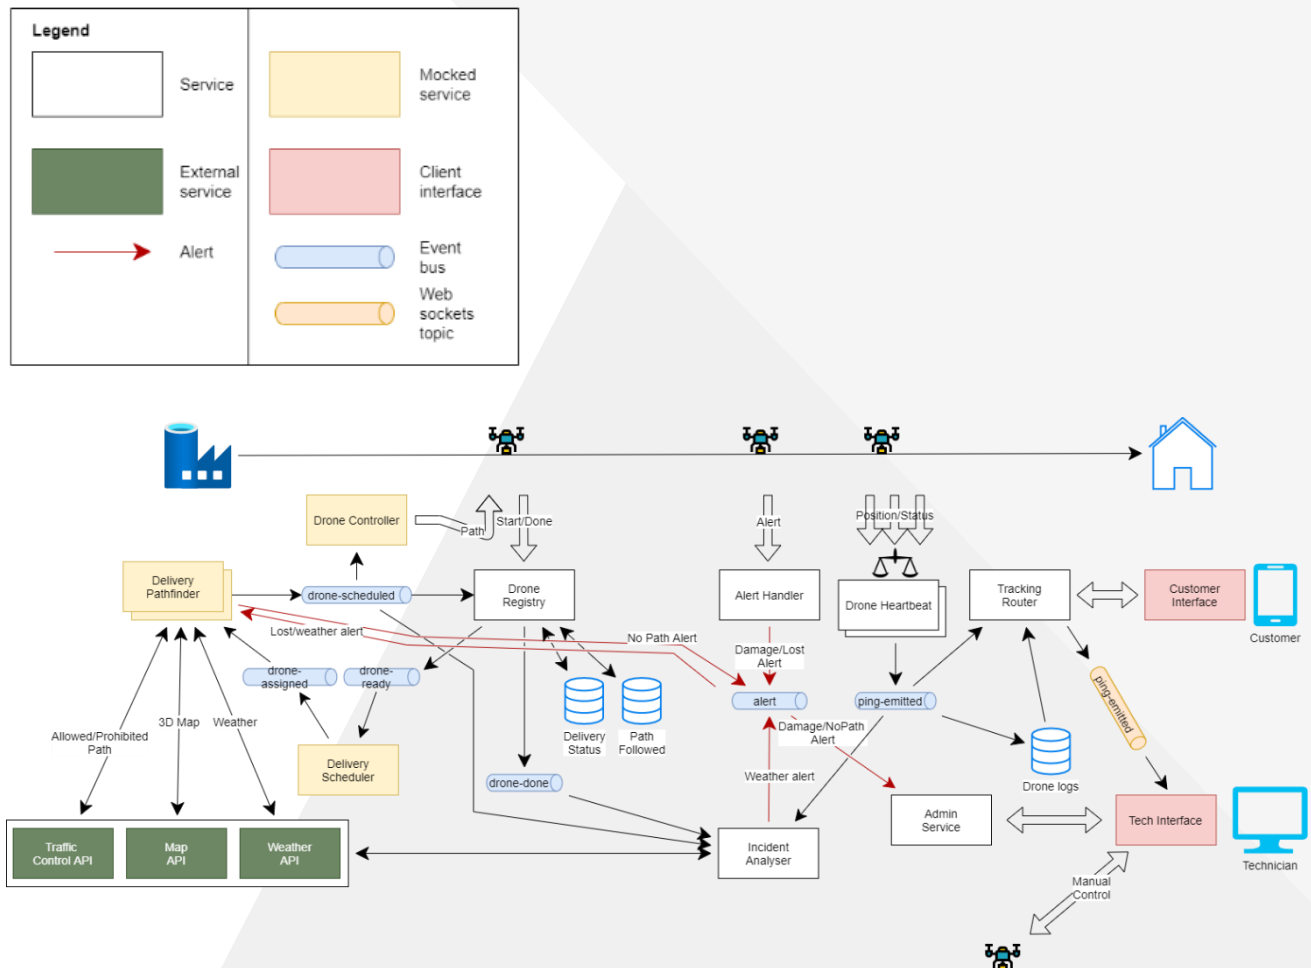 Legend
Service
Mocked
service
External
service
Client
interface
Alert
Event
bus
Web
sockets
topic
Drone Controller
Path
Start/Done
Alert
Position/Status
Delivery
Pathfinder
drone-scheduled
Drone
Registry
Alert Handler
Drone Heartbeat
Tracking
Router
Customer
Interface
Customer
Lost/weather alert
No Path Alert
Damage/Lost
Alert
drone-
assigned
drone-
ready
alert
ping-emitted
ping-emitted
Allowed/Prohibited
Path
3D Map
Weather
Delivery
Status
Path
Followed
Damage/NoPath
Alert
Delivery
Scheduler
drone-done
Weather alert
Drone logs
Admin
Service
Tech Interface
Technician
Traffic
Control API
Map
API
Weather
API
Incident
Analyser
Manual
Control